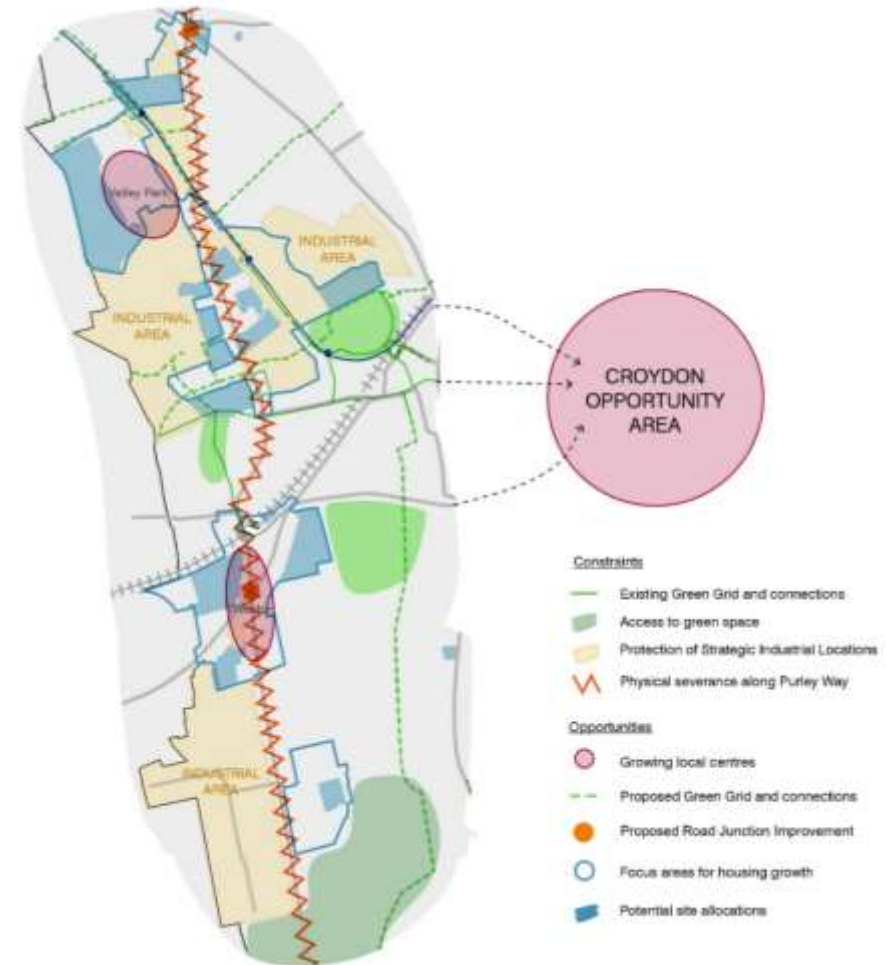 Valley Park
INDUSTRIAL
AREA
INDUSTRIAL
AREA
CROYDON
OPPORTUNITY
AREA
INDUSTRIAL
AREA
Constraints
Existing Green Grid and connections
Access to green space
Protection of Strategic Industrial Locations
Physical severance along Purley Way
Opportunities
Growing local centres
Proposed Green Grid and connections
Proposed Road Junction Improvement
Focus areas for housing growth
Potential site allocations